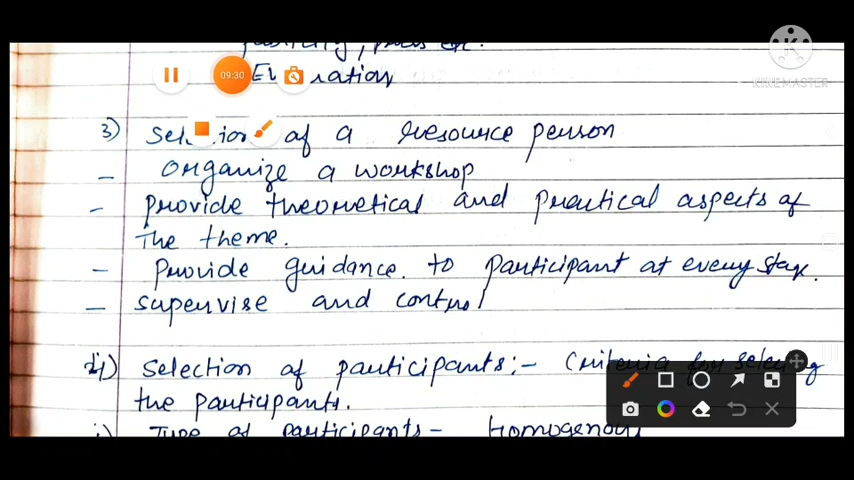 09:30
KINEMASTER
3) of a resource person
- organize a workshop
- provide theoretical and practical aspects of
the theme.
- provide guidance to participant at every stage.
- supervise and control
4) selection of participants:- criteria for selecting
the participants.
i) Type of participants- homogenous